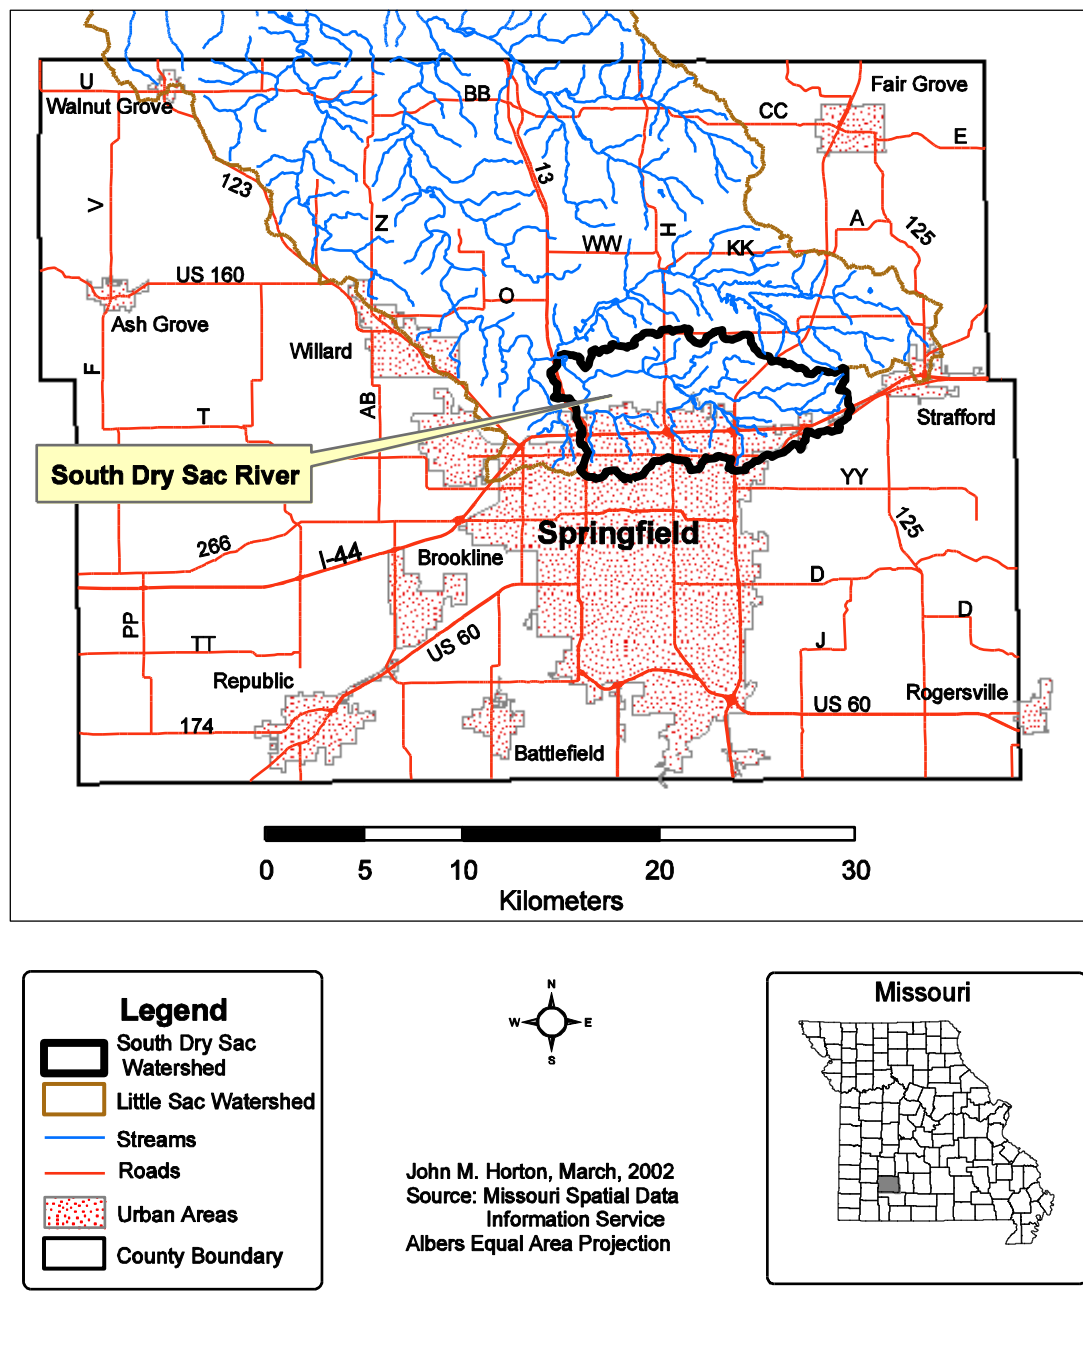 U
Walnut Grove
BB
CC
Fair Grove
E
123
13
V
Z
WW
H
KK
A
125
US 160
O
Ash Grove
Willard
F
T
AB
Strafford
South Dry Sac River
YY
125
Springfield
266
I-44
Brookline
D
PP
TT
US 60
J
D
Republic
174
US 60
Rogersville
Battlefield
0 5 10 20 30
Kilometers
Legend
South Dry Sac
Watershed
Little Sac Watershed
Streams
Roads
Urban Areas
County Boundary
N
W E
S
John M. Horton, March, 2002
Source: Missouri Spatial Data
Information Service
Albers Equal Area Projection
Missouri